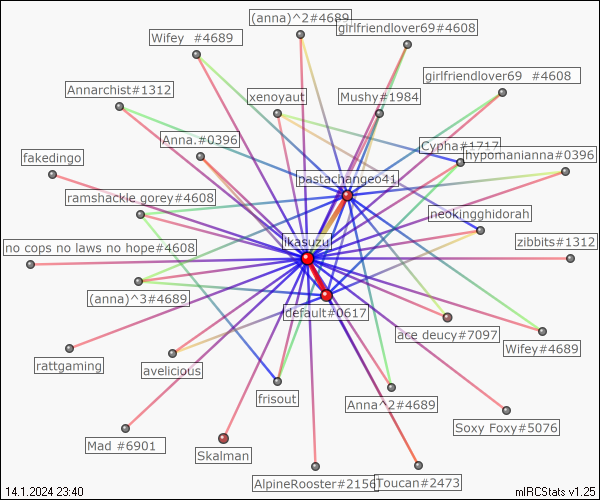 (anna)^2#4689
girlfriendlover69#4608
Wifey #4689
girlfriendlover69 #4608
Annarchist#1312
xenoyaut
Mushy#1984
Anna.#0396
Cypha#1717
hypomanianna#0396
fakedingo
pastachangeo41
ramshackle gorey#4608
neokingghidorah
no cops no laws no hope#4608
ikasuzu
zibbits#1312
(anna)^3#4689
default#0617
ace deucy#7097
Wifey#4689
rattgaming
avelicious
frisout
Anna^2#4689
Soxy Foxy#5076
Mad #6901
Skalman
AlpineRooster#2156
Toucan#2473
14.1.2024 23:40
mIRCStats v1.25